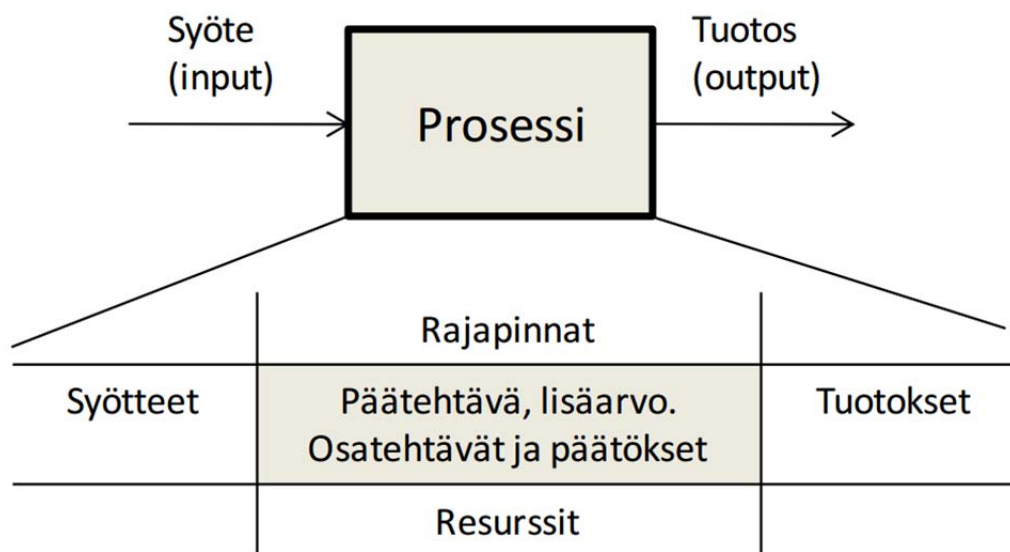 Syöte
(input)
Tuotos
(output)
Prosessi
Rajapinnat
Syötteet
Päätehtävä, lisäarvo.
Osatehtävät ja päätökset
Tuotokset
Resurssit